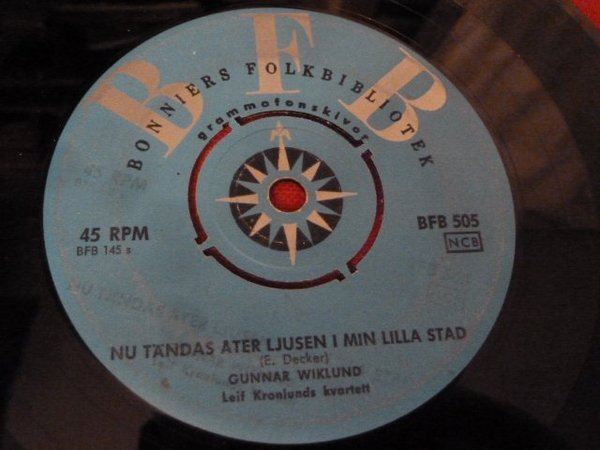 BFB
BONNIERS FOLKBIBLIOTEK
grammofonskivor
45 RPM
BFB 145 s
BFB 505
NCB
NU TÄNDAS ÅTER LJUSEN I MIN LILLA STAD
(E. Decker)
GUNNAR WIKLUND
Leif Kronlunds kvartett